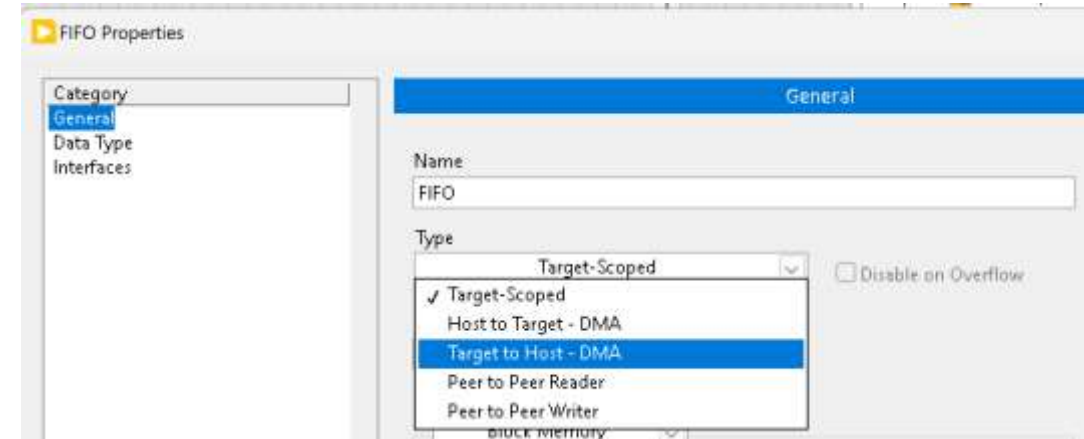 FIFO Properties
Category
General
Data Type
Interfaces
General
Name
FIFO
Type
Target-Scoped
Disable on Overflow
✓ Target-Scoped
Host to Target - DMA
Target to Host - DMA
Peer to Peer Reader
Peer to Peer Writer
Block Memory